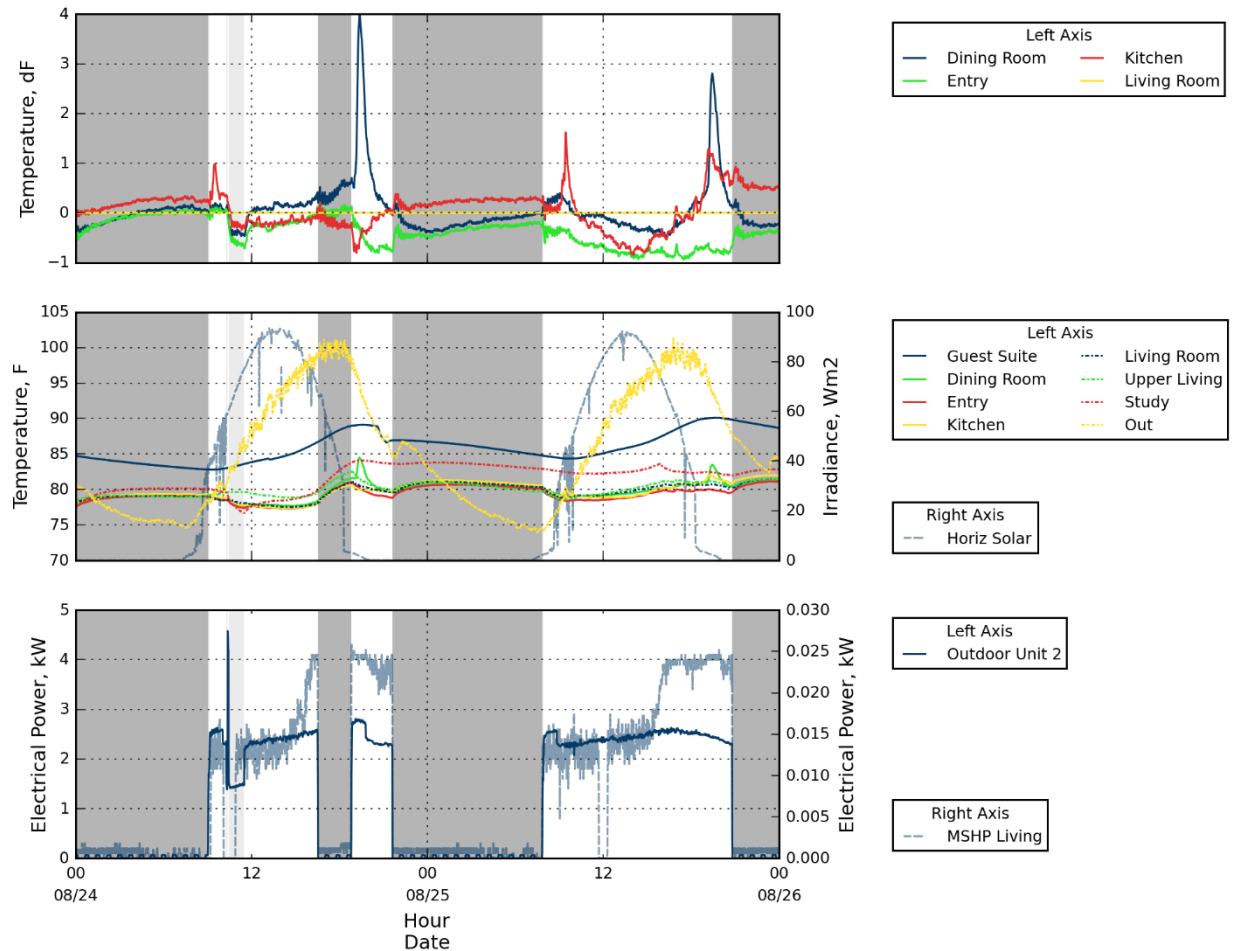 4
3
2
1
0
−1
Temperature, dF
Left Axis
Dining Room
Kitchen
Entry
Living Room
105
100
95
90
85
80
75
70
Temperature, F
100
80
60
40
20
0
Irradiance, Wm2
Left Axis
Guest Suite
Living Room
Dining Room
Upper Living
Entry
Study
Kitchen
Out
Right Axis
Horiz Solar
5
4
3
2
1
0
Electrical Power, kW
0.030
0.025
0.020
0.015
0.010
0.005
0.000
Electrical Power, kW
Left Axis
Outdoor Unit 2
Right Axis
MSHP Living
00
12
00
12
00
08/24
08/25
08/26
Hour
Date